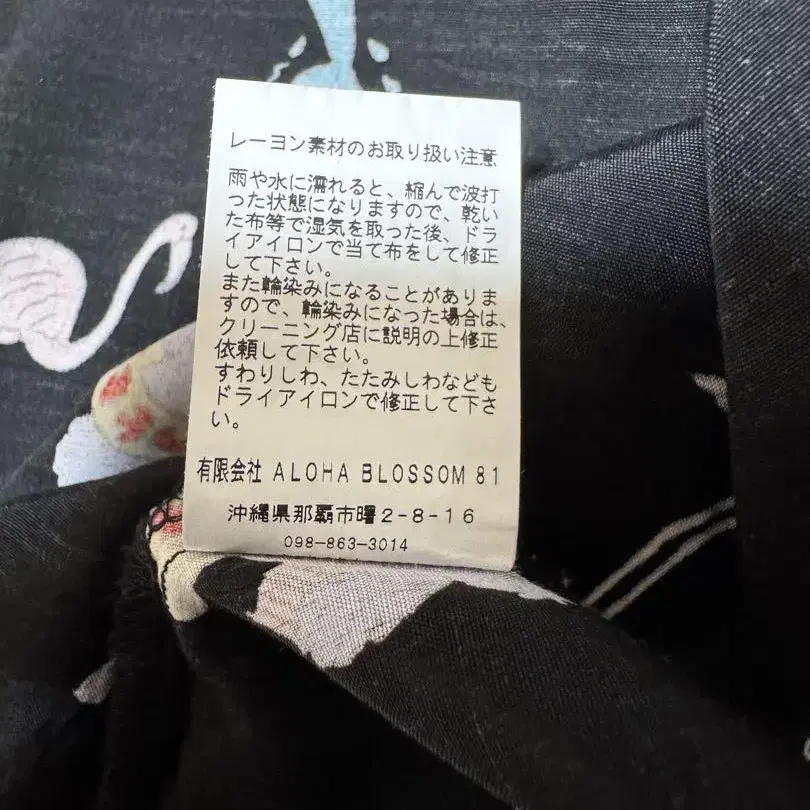 レーヨン素材のお取り扱い注意
雨や水に濡れると、縮んで波打
った状態になりますので、乾い
た布等で湿気を取った後、ドラ
イアイロンで当て布をして修正
して下さい。
また輪染みになることがありま
すので、輪染みになった場合は、
クリーニング店に説明の上修正
依頼して下さい。
すわりしわ、たたみしわなども
ドライアイロンで修正して下さ
い。
有限会社 ALOHA BLOSSOM 81
沖縄県那覇市曙2-8-16
098-863-3014